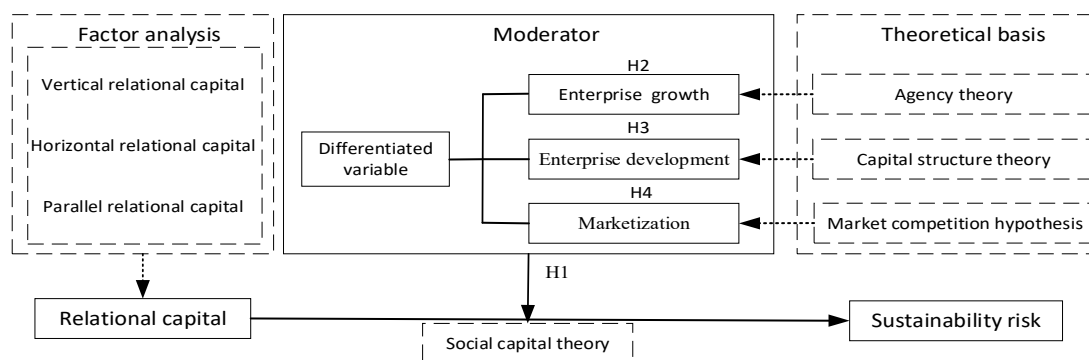 Factor analysis
Vertical relational capital
Horizontal relational capital
Parallel relational capital
Moderator
Differentiated
variable
H2
Enterprise growth
H3
Enterprise development
H4
Marketization
Theoretical basis
Agency theory
Capital structure theory
Market competition hypothesis
H1
Relational capital
Social capital theory
Sustainability risk